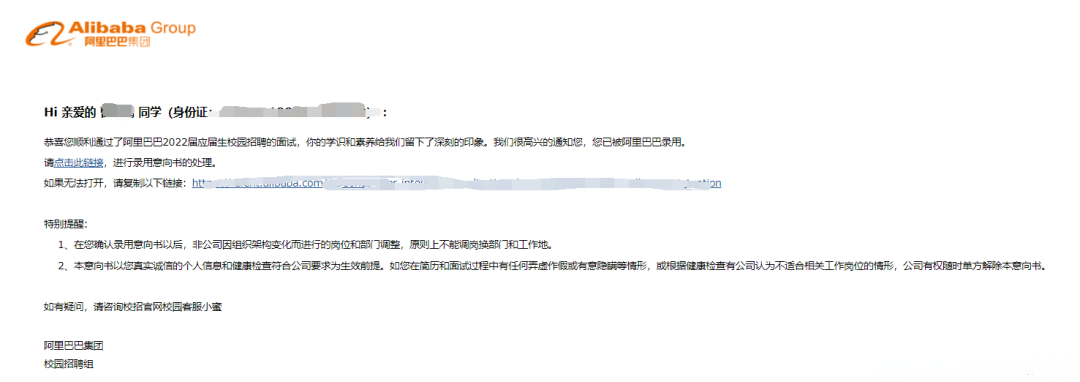 Alibaba Group
阿里巴巴集团
Hi 亲爱的 同学（身份证： ）：
恭喜您顺利通过了阿里巴巴2022届应届生校园招聘的面试，你的学识和素养给我们留下了深刻的印象。我们很高兴的通知您，您已被阿里巴巴录用。
请点击此链接，进行录用意向书的处理。
如果无法打开，请复制以下链接：
特别提醒：
1、在您确认录用意向书以后，非公司因组织架构变化而进行的岗位和部门调整，原则上不能调岗换部门和工作地。
2、本意向书以您真实诚信的个人信息和健康检查符合公司要求为生效前提。如您在简历和面试过程中有任何弄虚作假或有意隐瞒等情形，或根据健康检查有公司认为不适合相关工作岗位的情形，公司有权随时单方解除本意向书。
如有疑问，请咨询校招官网校园客服小蜜
阿里巴巴集团
校园招聘组